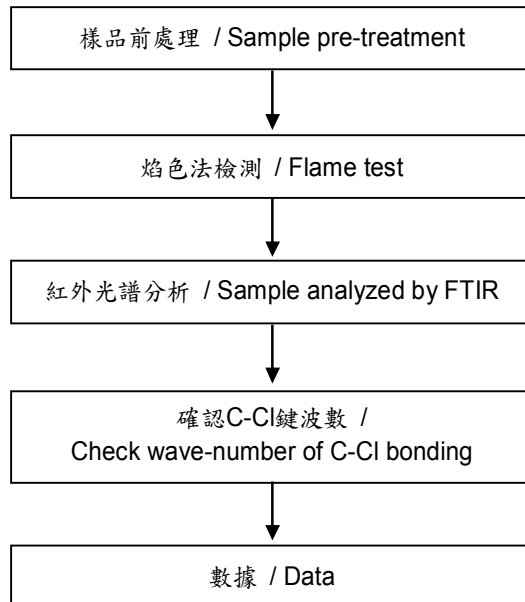 樣品前處理 / Sample pre-treatment
焰色法檢測 / Flame test
紅外光譜分析 / Sample analyzed by FTIR
確認C-Cl鍵波數 /
Check wave-number of C-Cl bonding
數據 / Data